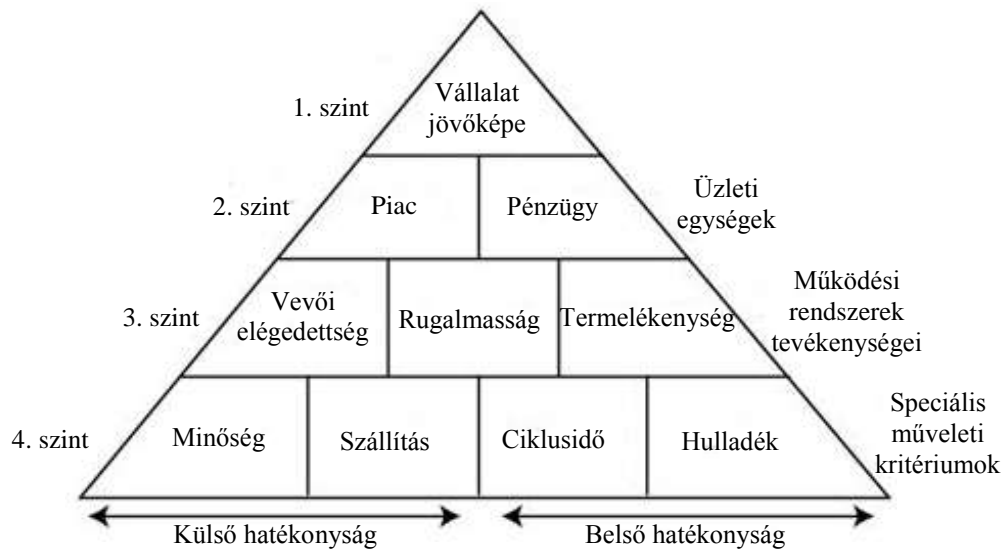 1. szint
Vállalat
jövőképe
2. szint
Piac
Pénzügy
Üzleti
egységek
3. szint
Vevői
elégedettség
Rugalmasság
Termelékenység
Működési
rendszerek
tevékenységei
4. szint
Minőség
Szállítás
Ciklusidő
Hulladék
Speciális
műveleti
kritériumok
Külső hatékonyság
Belső hatékonyság